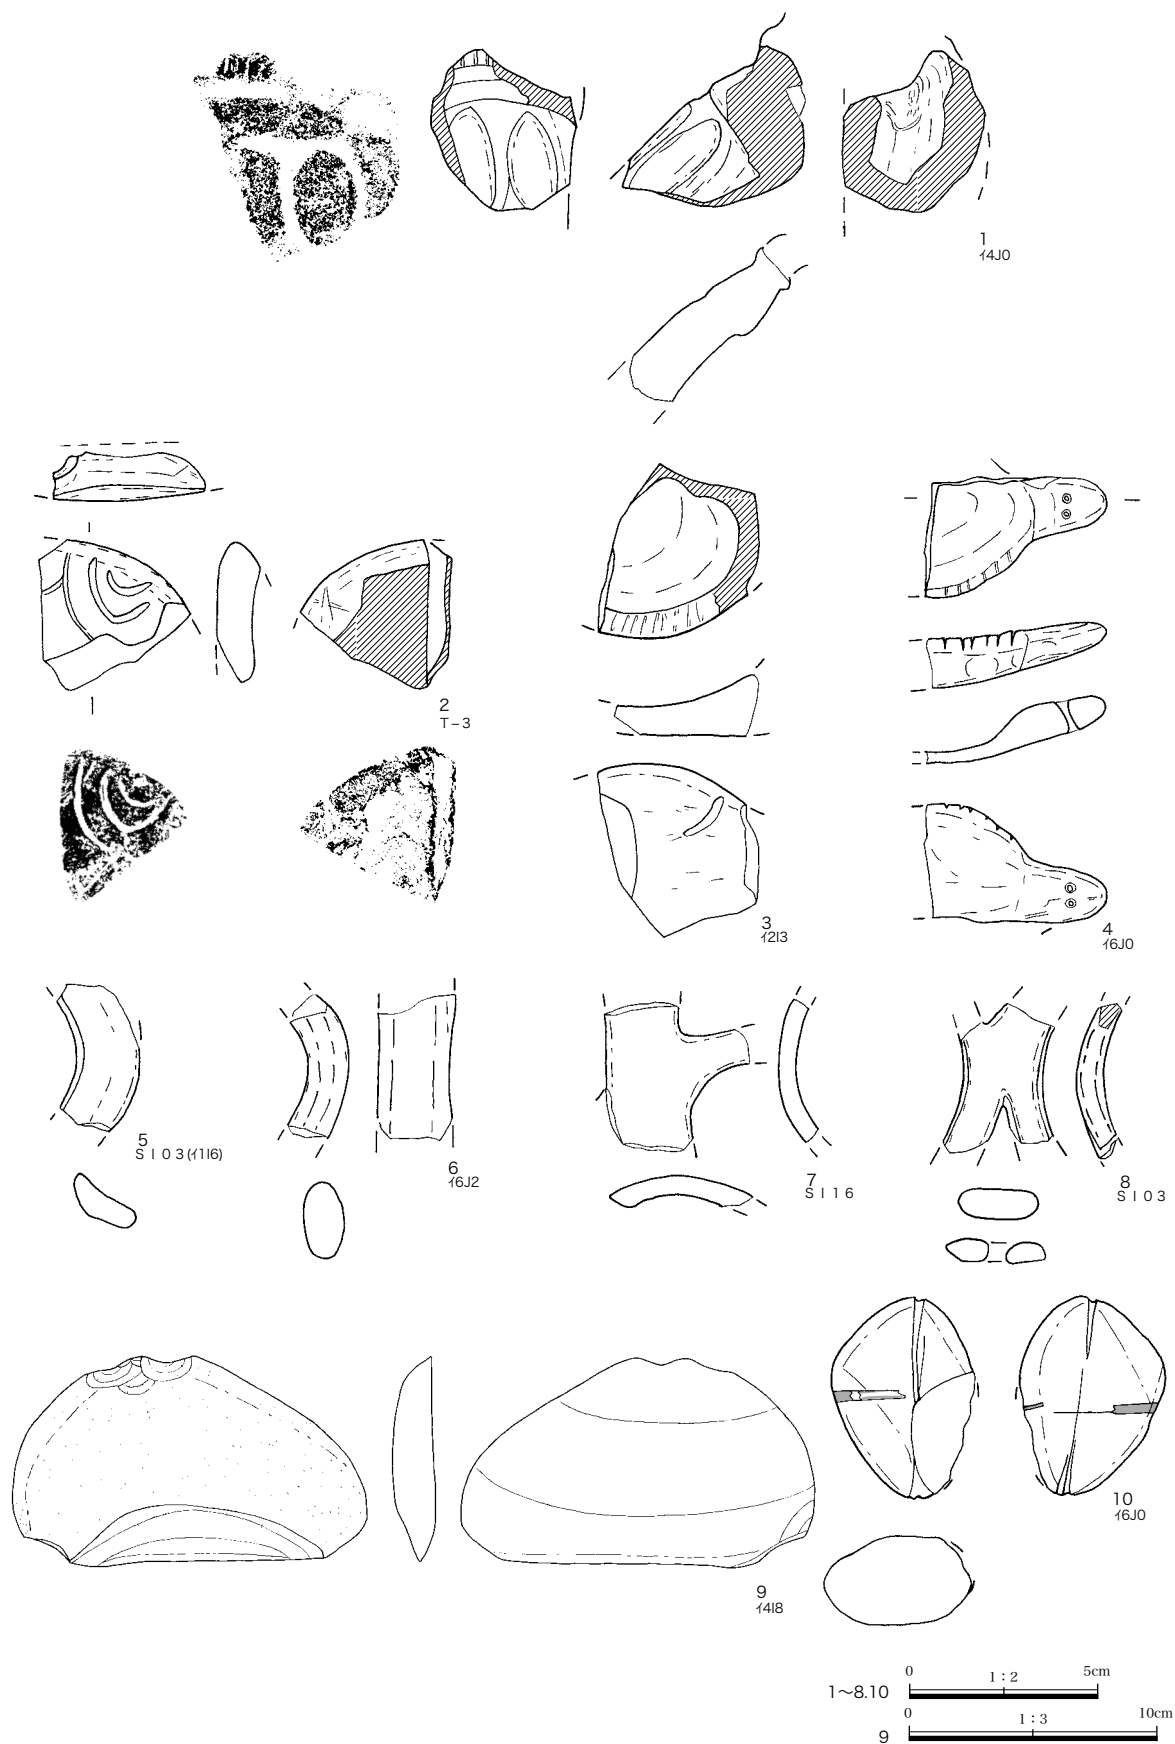 1
ｲ4J0
2
T−3
3
ｲ2I3
4
ｲ6J0
5
ＳＩ０３(ｲ1I6)
6
ｲ6J2
7
ＳＩ１６
8
ＳＩ０３
9
ｲ4I8
10
ｲ6J0
1〜8.10 0 1：2 5cm
9 0 1：3 10cm